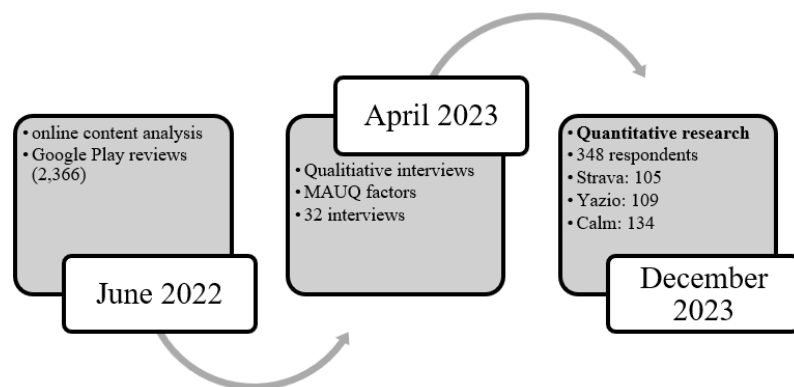 • online content analysis
• Google Play reviews
(2,366)
June 2022
April 2023
• Qualitiative interviews
• MAUQ factors
• 32 interviews
• Quantitative research
• 348 respondents
• Strava: 105
• Yazio: 109
• Calm: 134
December
2023